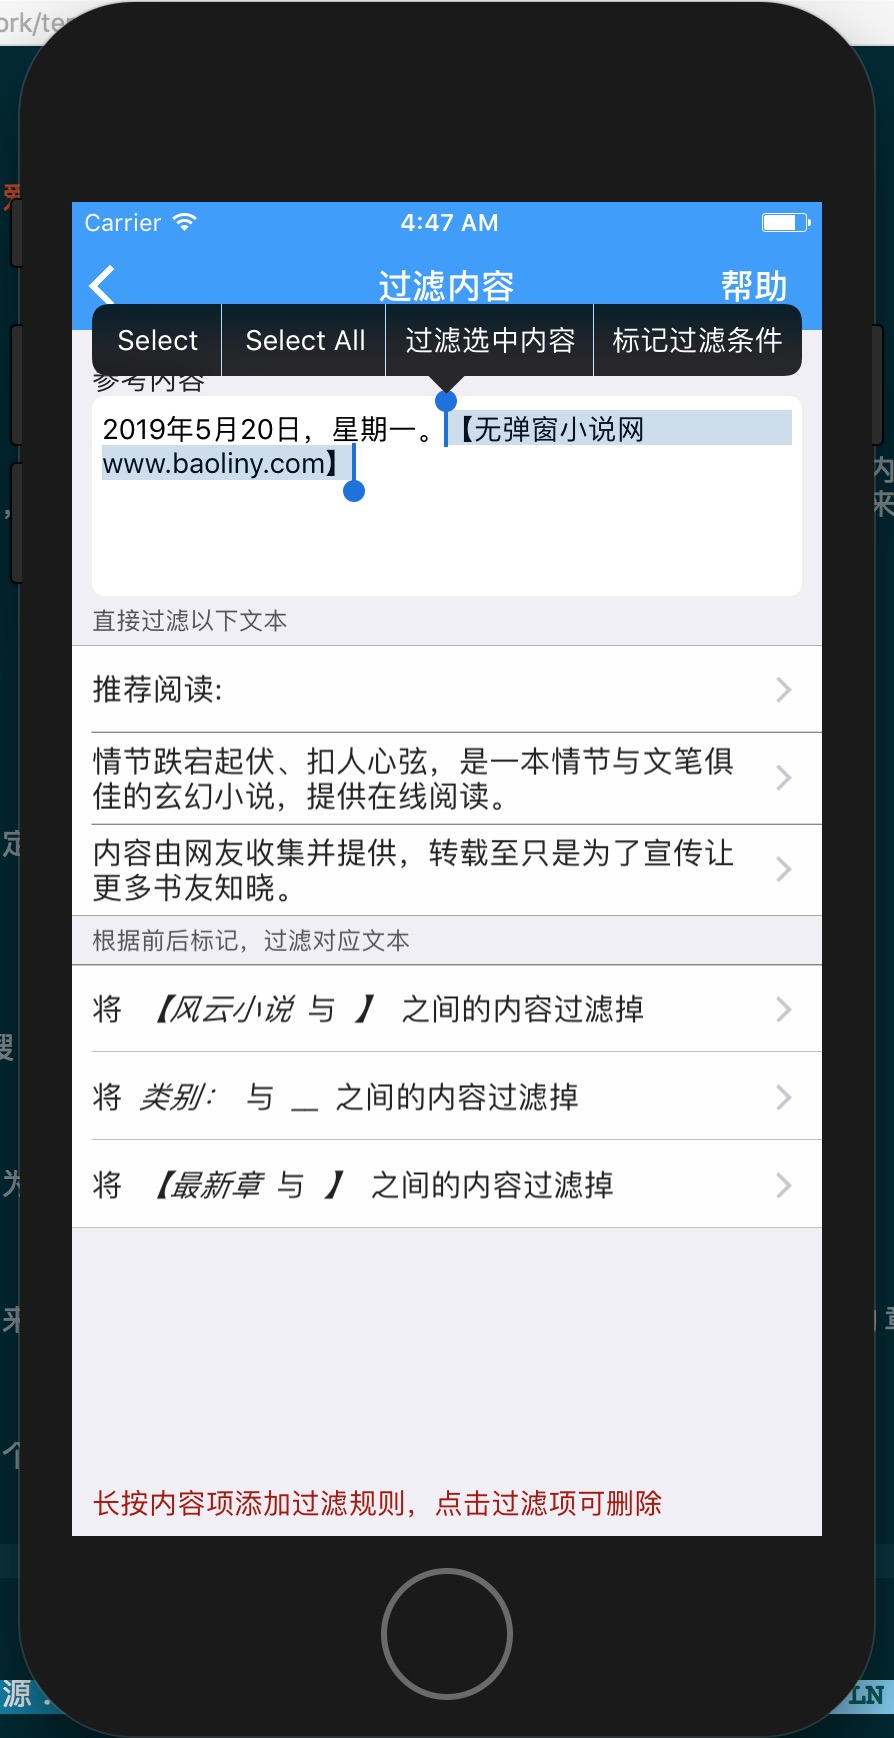 ork/te
Carrier 4:47 AM
过滤内容 帮助
Select Select All 过滤选中内容 标记过滤条件
参考内容
2019年5月20日，星期一。【无弹窗小说网
www.baoliny.com】
直接过滤以下文本
推荐阅读:
情节跌宕起伏、扣人心弦，是一本情节与文笔俱
佳的玄幻小说，提供在线阅读。
内容由网友收集并提供，转载至只是为了宣传让
更多书友知晓。
根据前后标记，过滤对应文本
将 【风云小说 与 】 之间的内容过滤掉
将 类别： 与 __ 之间的内容过滤掉
将 【最新章 与 】 之间的内容过滤掉
长按内容项添加过滤规则，点击过滤项可删除
内
来
定
为
来
个
源 .
LN